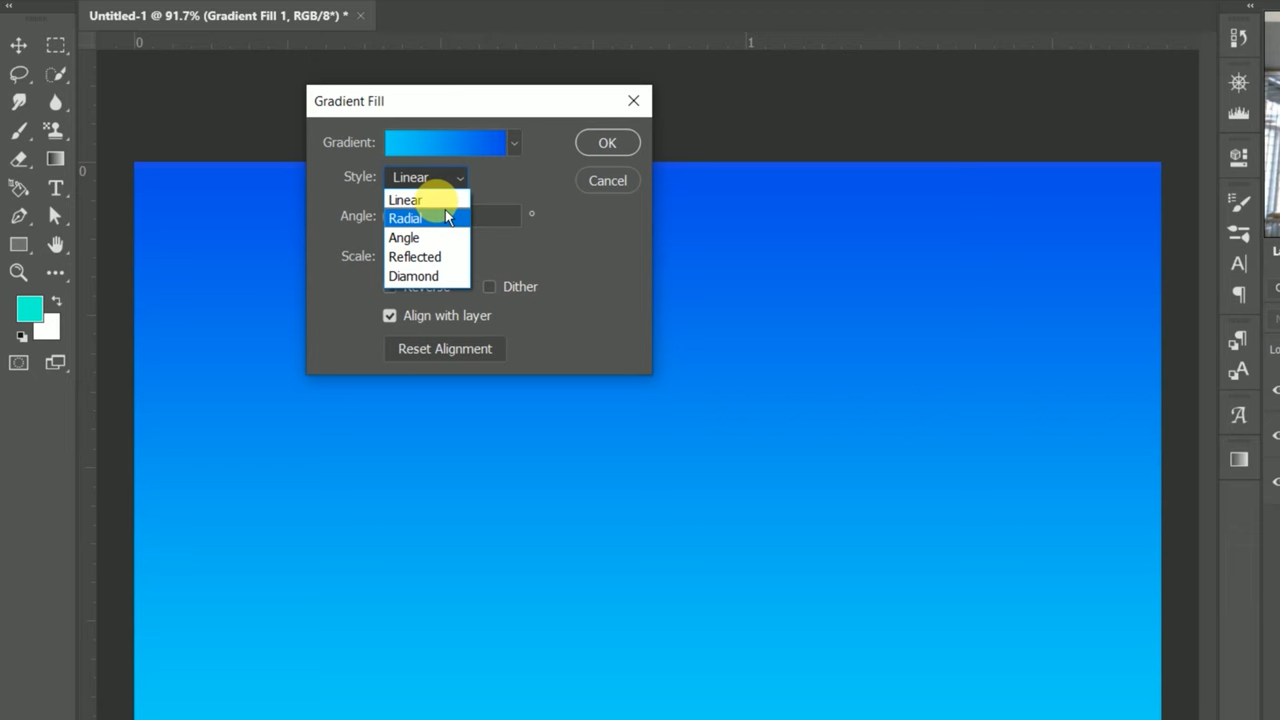 Untitled-1 @ 91.7% (Gradient Fill 1, RGB/8*) *
0
1
0
Gradient Fill
Gradient:
OK
Style:
Linear
Cancel
Linear
Angle:
Radial
°
Angle
Scale:
Reflected
Diamond
Reverse
Dither
Align with layer
Reset Alignment